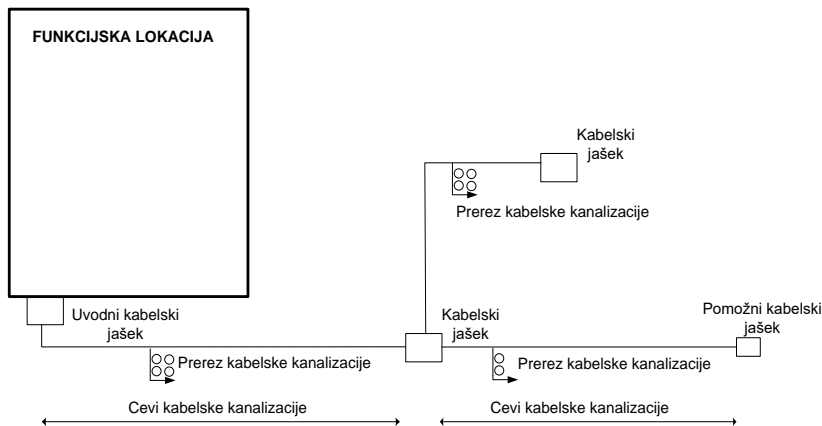 FUNKCIJSKA LOKACIJA
Kabelski
jašek
Prerez kabelske kanalizacije
Uvodni kabelski
jašek
Kabelski
jašek
Pomožni kabelski
jašek
Prerez kabelske kanalizacije
Prerez kabelske kanalizacije
Cevi kabelske kanalizacije
Cevi kabelske kanalizacije